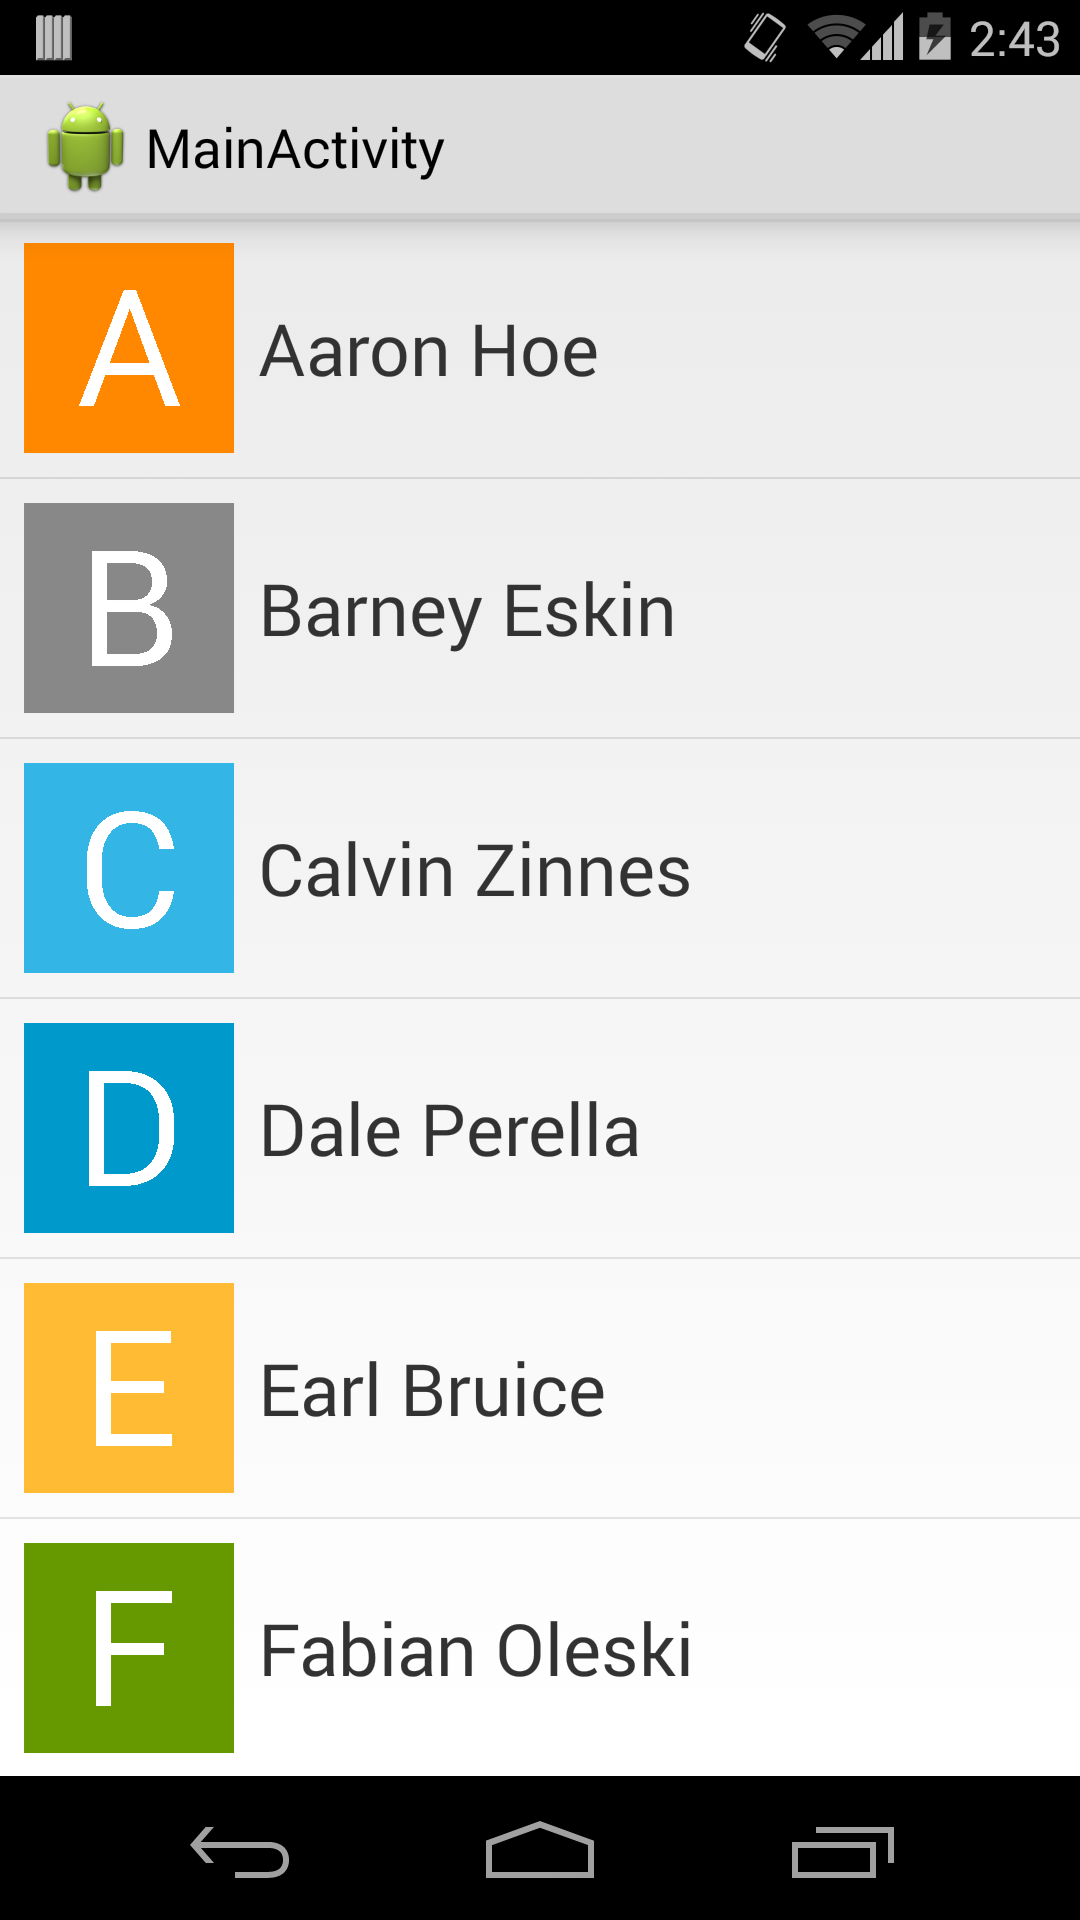 2:43
MainActivity
A
Aaron Hoe
B
Barney Eskin
C
Calvin Zinnes
D
Dale Perella
E
Earl Bruice
F
Fabian Oleski